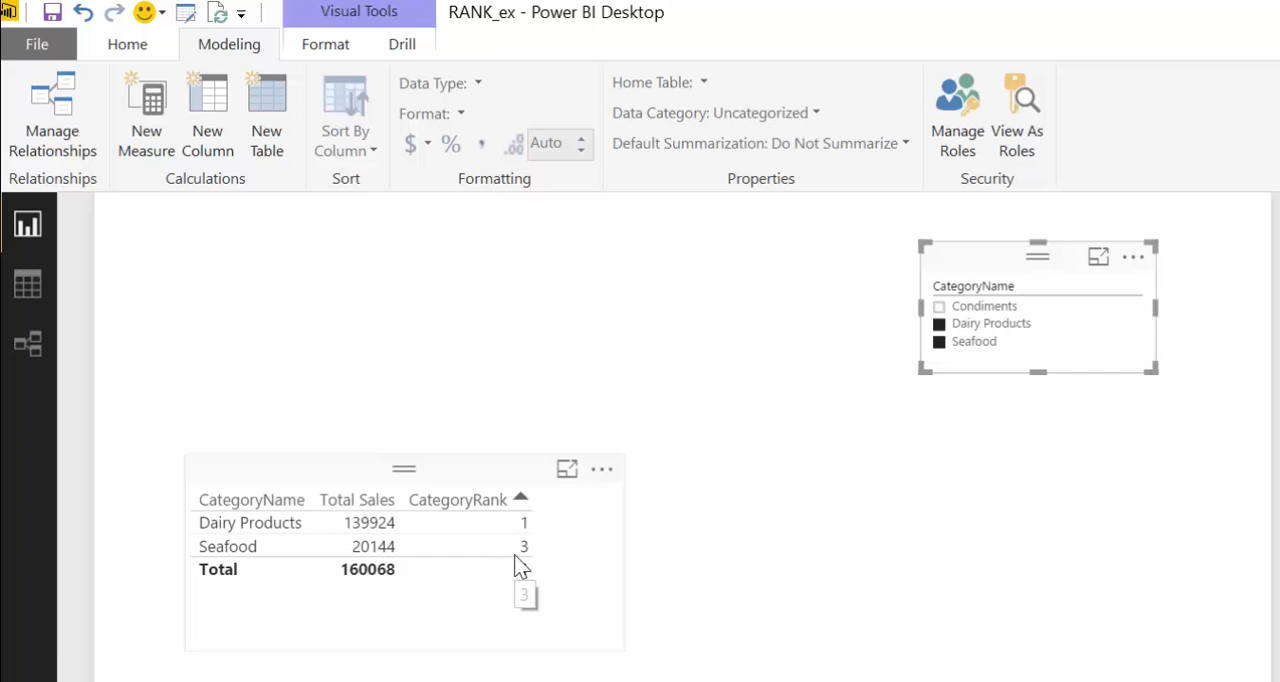 Visual Tools
RANK_ex - Power BI Desktop
File
Home
Modeling
Format
Drill
Manage
Relationships
New
Measure
New
Column
New
Table
Sort By
Column
Data Type:
Format:
$ % , .00 Auto
Home Table:
Data Category: Uncategorized
Default Summarization: Do Not Summarize
Manage
Roles
View As
Roles
Relationships
Calculations
Sort
Formatting
Properties
Security
CategoryName
Condiments
Dairy Products
Seafood
CategoryName Total Sales CategoryRank
Dairy Products 139924 1
Seafood 20144 3
Total 160068
3